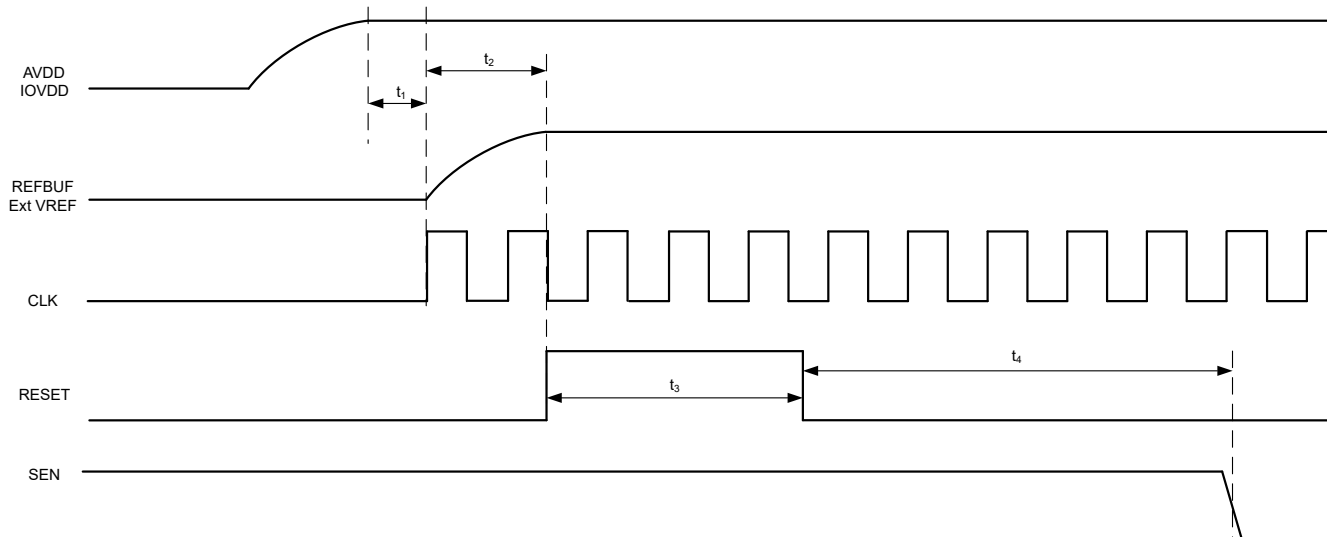 AVDD
IOVDD
t₁
t₂
REFBUF
Ext VREF
CLK
RESET
t₃
t₄
SEN